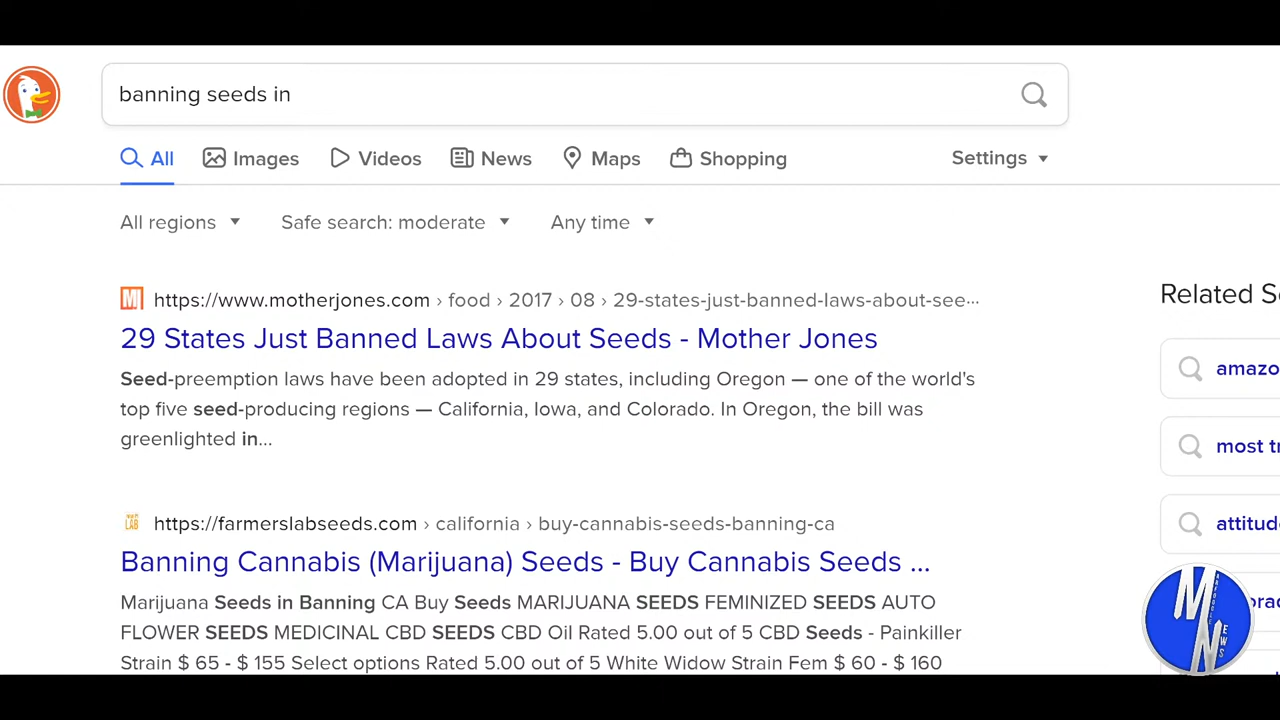 banning seeds in
All Images Videos News Maps Shopping Settings
All regions Safe search: moderate Any time
https://www.motherjones.com › food › 2017 › 08 › 29-states-just-banned-laws-about-see...
29 States Just Banned Laws About Seeds - Mother Jones
Seed-preemption laws have been adopted in 29 states, including Oregon — one of the world's
top five seed-producing regions — California, Iowa, and Colorado. In Oregon, the bill was
greenlighted in...
Related S
amazo
most t
attitud
https://farmerslabseeds.com › california › buy-cannabis-seeds-banning-ca
Banning Cannabis (Marijuana) Seeds - Buy Cannabis Seeds ...
Marijuana Seeds in Banning CA Buy Seeds MARIJUANA SEEDS FEMINIZED SEEDS AUTO
FLOWER SEEDS MEDICINAL CBD SEEDS CBD Oil Rated 5.00 out of 5 CBD Seeds - Painkiller
Strain $ 65 - $ 155 Select options Rated 5.00 out of 5 White Widow Strain Fem $ 60 - $ 160